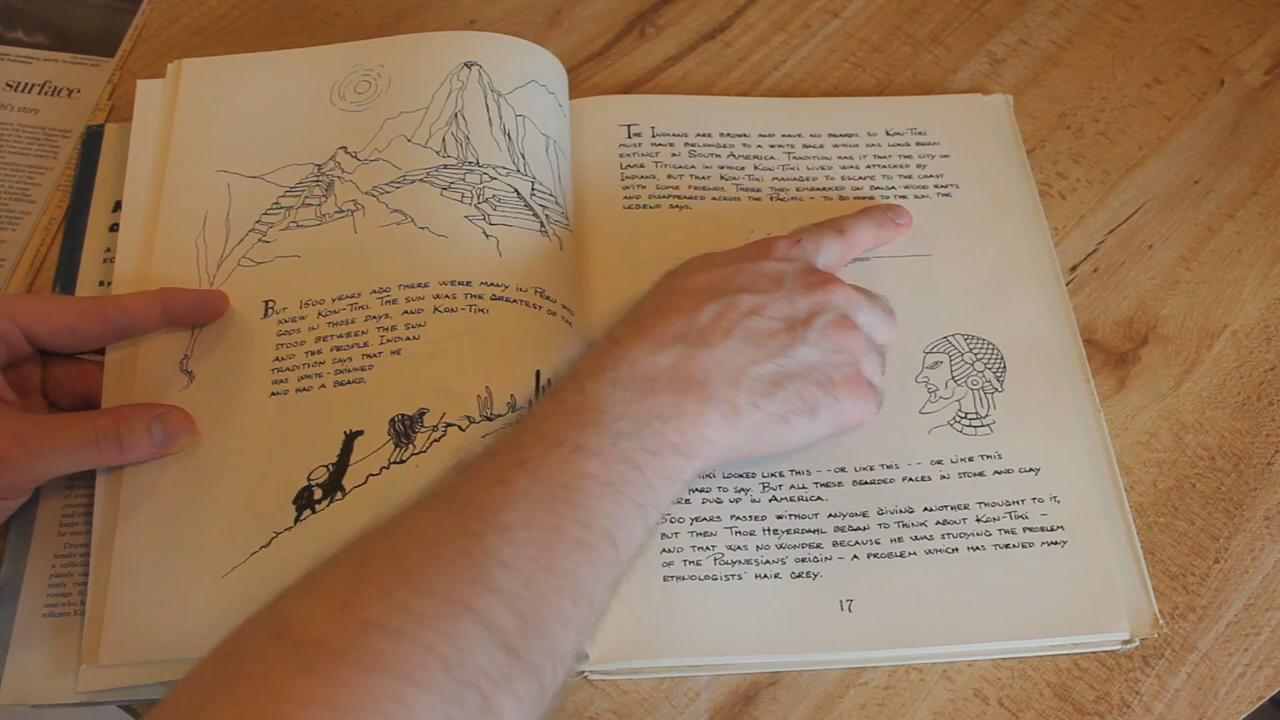 surface
hl's story
BUT 1500 YEARS AGO THERE WERE MANY IN PERU
KNEW KON-TIKI. THE SUN WAS THE GREATEST OF THE
GODS IN THOSE DAYS, AND KON-TIKI
STOOD BETWEEN THE SUN
AND THE PEOPLE. INDIAN
TRADITION SAYS THAT HE
WAS WHITE-SKINNED
AND HAD A BEARD.
THE INDIANS ARE BROWN AND HAVE NO BEARDS, SO KON-TIKI
MUST HAVE BELONGED TO A WHITE RACE WHICH HAS LONG BEEN
EXTINCT IN SOUTH AMERICA. TRADITION HAS IT THAT THE CITY ON
LAKE TITICACA IN WHICH KON-TIKI LIVED WAS ATTACKED BY
INDIANS, BUT THAT KON-TIKI MANAGED TO ESCAPE TO THE COAST
WITH SOME FRIENDS. THERE THEY EMBARKED ON BALSA-WOOD RAFTS
AND DISAPPEARED ACROSS THE PACIFIC - TO GO HOME TO THE SUN, THE
LEGEND SAYS.
TIKI LOOKED LIKE THIS -- OR LIKE THIS -- OR LIKE THIS
HARD TO SAY. BUT ALL THESE BEARDED FACES IN STONE AND CLAY
RE DUG UP IN AMERICA.
500 YEARS PASSED WITHOUT ANYONE GIVING ANOTHER THOUGHT TO IT,
BUT THEN THOR HEYERDAHL BEGAN TO THINK ABOUT KON-TIKI -
AND THAT WAS NO WONDER BECAUSE HE WAS STUDYING THE PROBLEM
OF THE POLYNESIANS' ORIGIN - A PROBLEM WHICH HAS TURNED MANY
ETHNOLOGISTS' HAIR GREY.
17